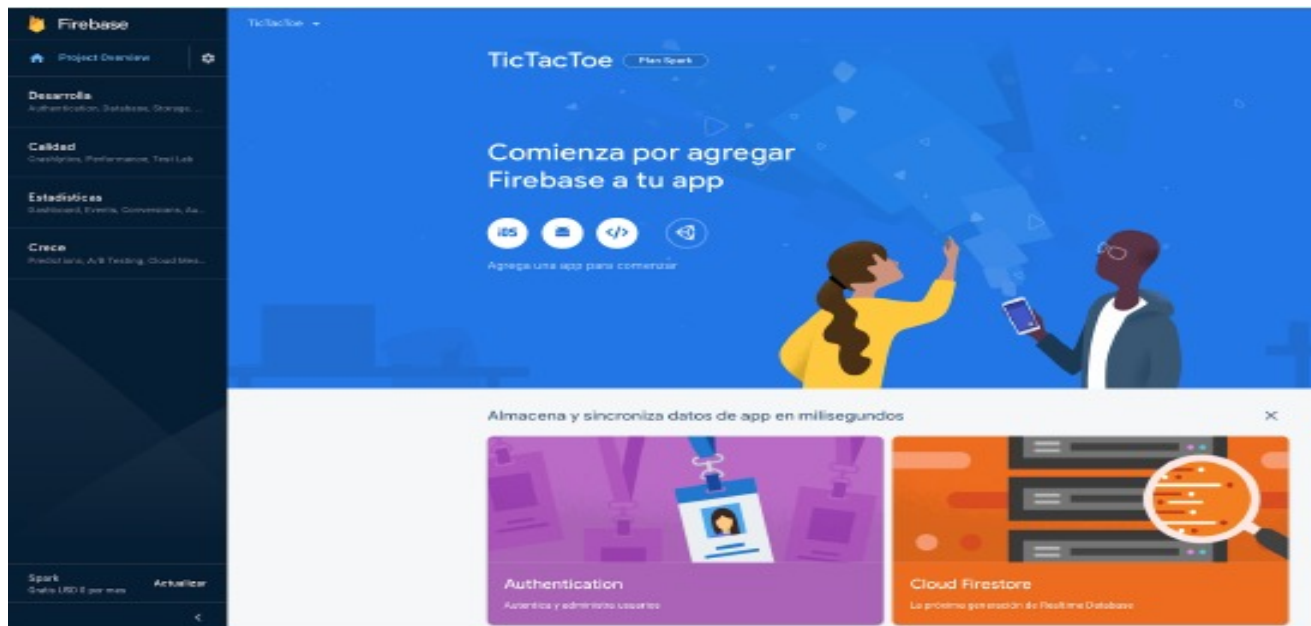 Firebase
TicTacToe
Project Overview
Desarrolla
Authentication, Database, Storage, ...
Calidad
Crashlytics, Performance, Test Lab
Estadísticas
Dashboard, Events, Conversions, Au...
Crece
Predictions, A/B Testing, Cloud Mes...
Spark
Gratis USD 0 por mes
Actualizar
TicTacToe
Plan Spark
Comienza por agregar
Firebase a tu app
iOS
</>
Agrega una app para comenzar
Almacena y sincroniza datos de app en milisegundos
Authentication
Autentica y administra usuarios
Cloud Firestore
La próxima generación de Realtime Database